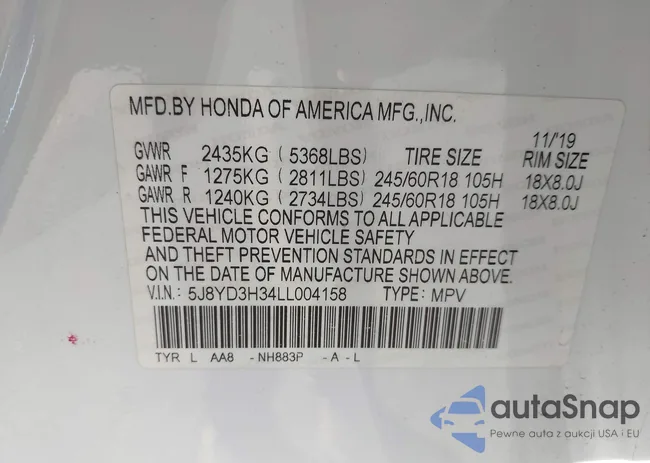 MFD.BY HONDA OF AMERICA MFG.,INC.
11/'19
GVWR 2435KG ( 5368LBS) TIRE SIZE RIM SIZE
GAWR F 1275KG ( 2811LBS) 245/60R18 105H 18X8.0J
GAWR R 1240KG ( 2734LBS) 245/60R18 105H 18X8.0J
THIS VEHICLE CONFORMS TO ALL APPLICABLE
FEDERAL MOTOR VEHICLE SAFETY
AND THEFT PREVENTION STANDARDS IN EFFECT
ON THE DATE OF MANUFACTURE SHOWN ABOVE.
V.I.N.: 5J8YD3H34LL004158 TYPE: MPV
TYR L AA8 -NH883P -A-L
autoSnap
Pewne auta z aukcji USA i EU